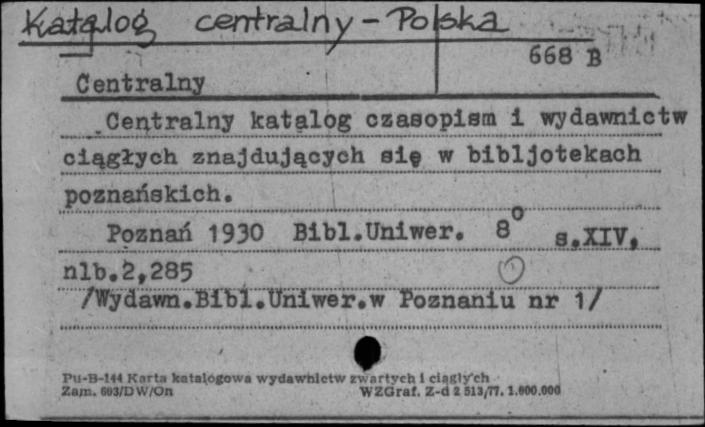 Katalog centralny - Polska
668 B
Centralny
Centralny katalog czasopism i wydawnictw
ciągłych znajdujących się w bibljotekach
poznańskich.
Poznań 1930 Bibl.Uniwer. 8° s.XIV,
nlb.2,285
/Wydawn.Bibl.Uniwer.w Poznaniu nr 1/
Pu-B-144 Karta katalogowa wydawnictw zwartych i ciągłych
Zam. 603/DW/On WZGraf. Z-d 2 513/77. 1.600.000